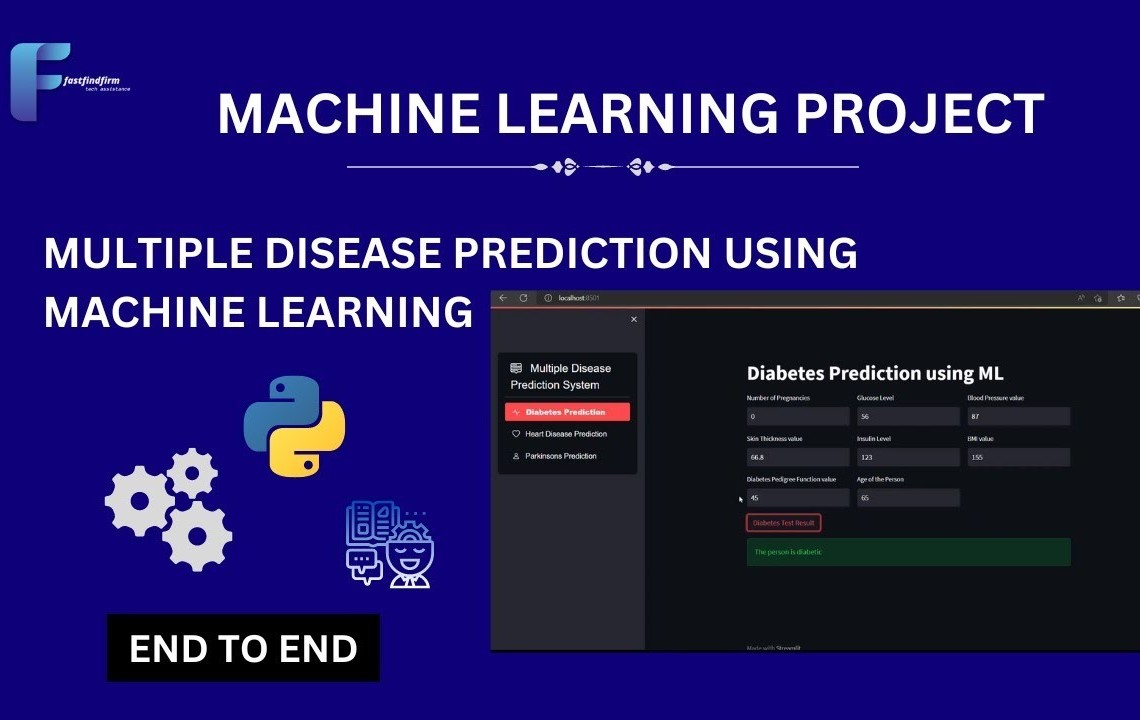 fastfindfirm
tech assistance
MACHINE LEARNING PROJECT
MULTIPLE DISEASE PREDICTION USING
MACHINE LEARNING
localhost:8501
Multiple Disease
Prediction System
Diabetes Prediction
Heart Disease Prediction
Parkinsons Prediction
Diabetes Prediction using ML
Number of Pregnancies Glucose Level Blood Pressure value
0 56 87
Skin Thickness value Insulin Level BMI value
66.8 123 155
Diabetes Pedigree Function value Age of the Person
45 65
Diabetes Test Result
The person is diabetic
Made with Streamlit
END TO END